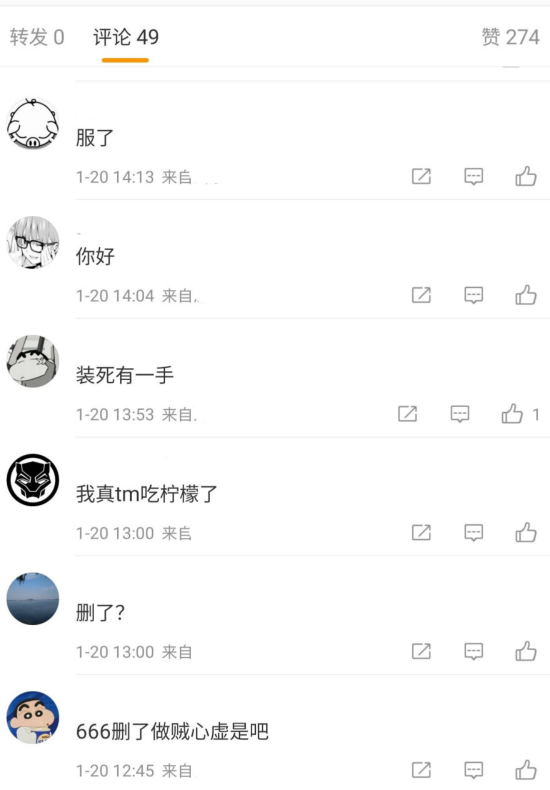 转发 0 评论 49 赞 274
服了
1-20 14:13 来自
你好
1-20 14:04 来自
装死有一手
1-20 13:53 来自 1
我真tm吃柠檬了
1-20 13:00 来自
删了?
1-20 13:00 来自
666删了做贼心虚是吧
1-20 12:45 来自